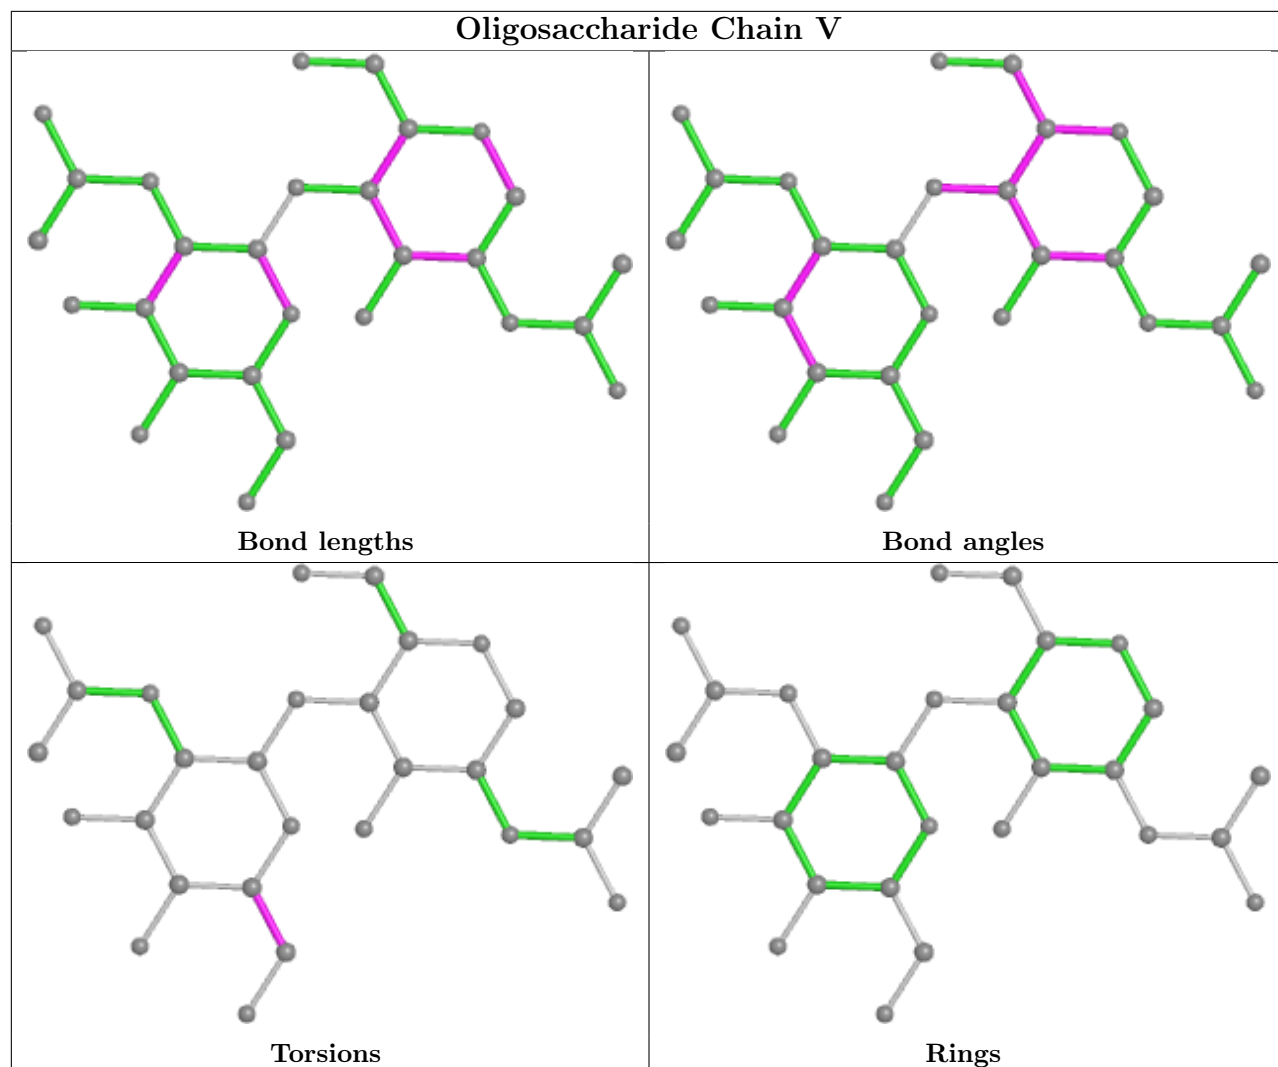 Oligosaccharide Chain V
Bond lengths
Bond angles
Torsions
Rings